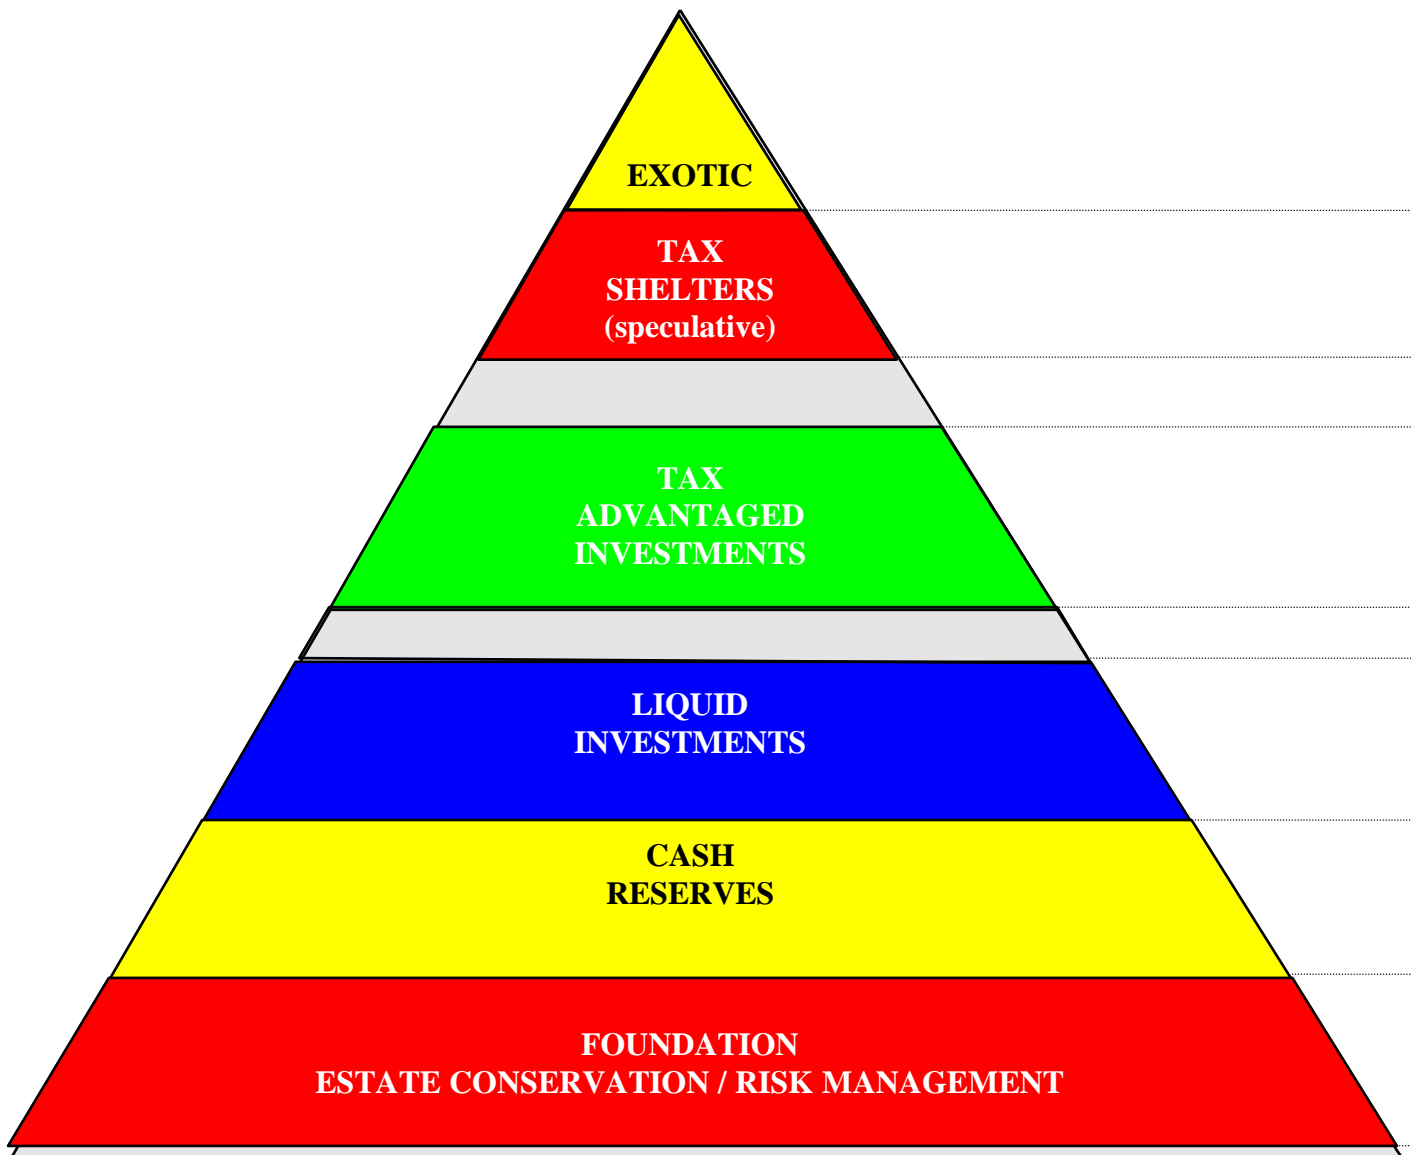 EXOTIC
TAX
SHELTERS
(speculative)
TAX
ADVANTAGED
INVESTMENTS
LIQUID
INVESTMENTS
CASH
RESERVES
FOUNDATION
ESTATE CONSERVATION / RISK MANAGEMENT